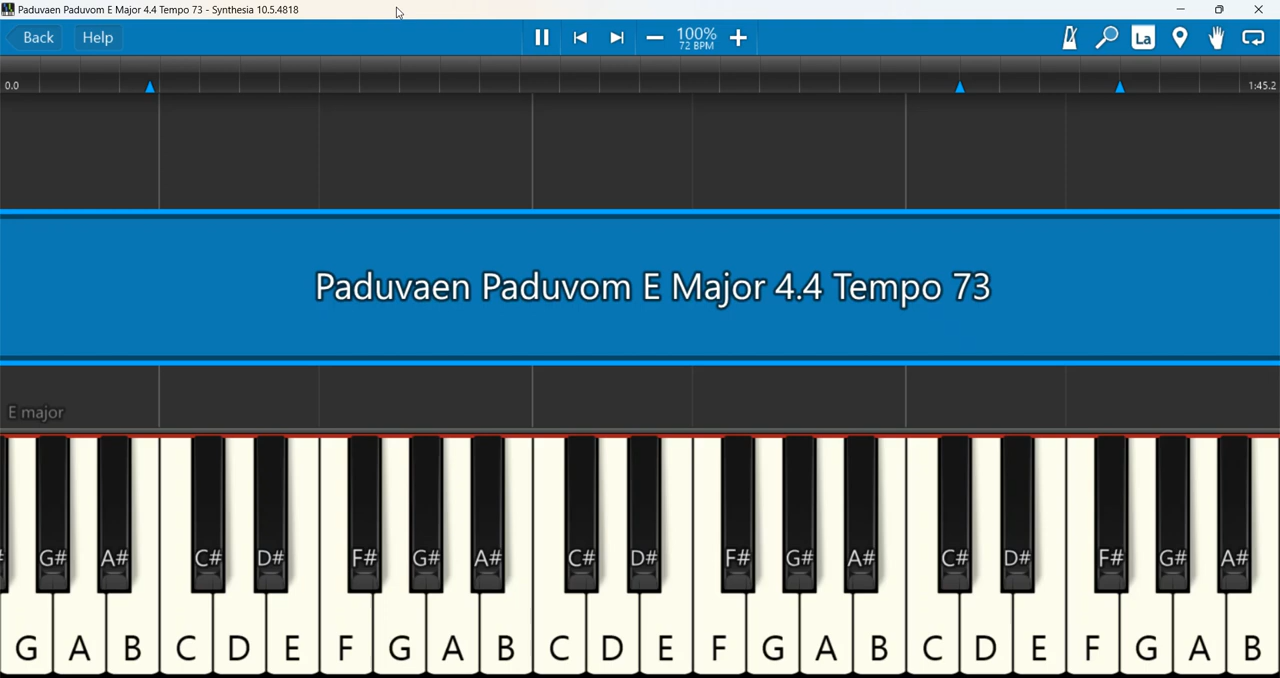 Paduvaen Paduvom E Major 4.4 Tempo 73 - Synthesia 10.5.4818
Back Help 100% La
72 BPM
0.0 1:45.2
Paduvaen Paduvom E Major 4.4 Tempo 73
E major
G# A# C# D# F# G# A# C# D# F# G# A# C# D# F# G# A#
G A B C D E F G A B C D E F G A B C D E F G A B